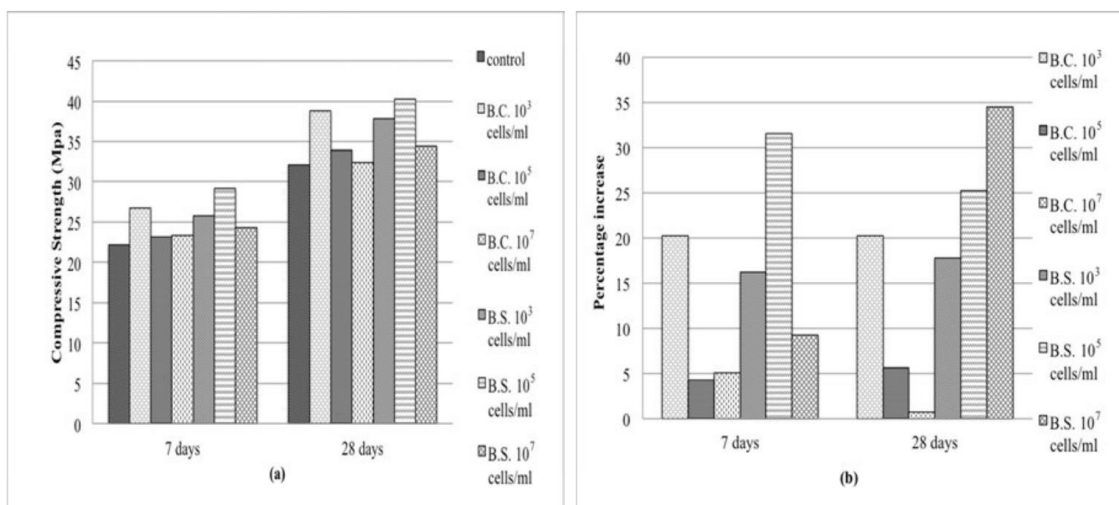 45
40
35
30
25
20
15
10
5
0
Compressive Strength (Mpa)
7 days
28 days
(a)
control
B.C. 10³
cells/ml
B.C. 10⁵
cells/ml
B.C. 10⁷
cells/ml
B.S. 10³
cells/ml
B.S. 10⁵
cells/ml
B.S. 10⁷
cells/ml
40
35
30
25
20
15
10
5
0
Percentage increase
7 days
28 days
(b)
B.C. 10³
cells/ml
B.C. 10⁵
cells/ml
B.C. 10⁷
cells/ml
B.S. 10³
cells/ml
B.S. 10⁵
cells/ml
B.S. 10⁷
cells/ml